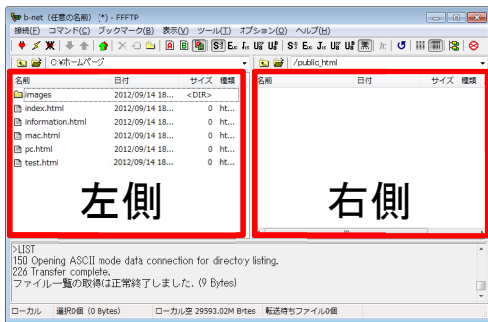 b-net (任意の名前) (*) - FFFTP
接続(F) コマンド(C) ブックマーク(B) 表示(V) ツール(T) オプション(O) ヘルプ(H)
C:¥ホームページ
/public_html
名前 日付 サイズ 種類
名前 日付 サイズ 種類
images 2012/09/14 18... <DIR>
index.html 2012/09/14 18... 0 ht...
information.html 2012/09/14 18... 0 ht...
mac.html 2012/09/14 18... 0 ht...
pc.html 2012/09/14 18... 0 ht...
test.html 2012/09/14 18... 0 ht...
左側
右側
>LIST
150 Opening ASCII mode data connection for directoy listing.
226 Transfer complete.
ファイル一覧の取得は正常終了しました. (9 Bytes)
ローカル 選択0個 (0 Bytes) ローカル空 29593.02M Bytes 転送待ちファイル0個